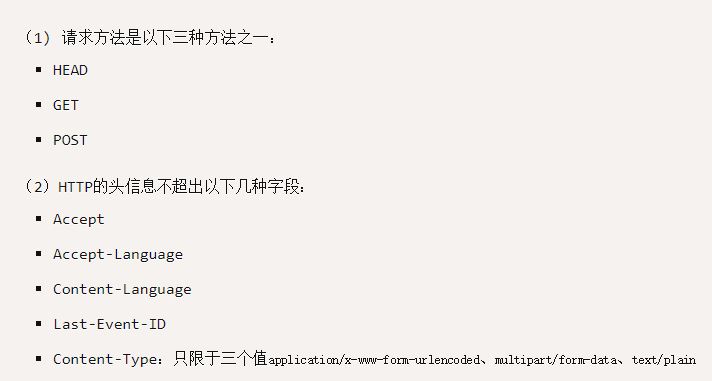 （1) 请求方法是以下三种方法之一：
▪ HEAD
▪ GET
▪ POST
（2）HTTP的头信息不超出以下几种字段：
▪ Accept
▪ Accept-Language
▪ Content-Language
▪ Last-Event-ID
▪ Content-Type：只限于三个值application/x-www-form-urlencoded、multipart/form-data、text/plain